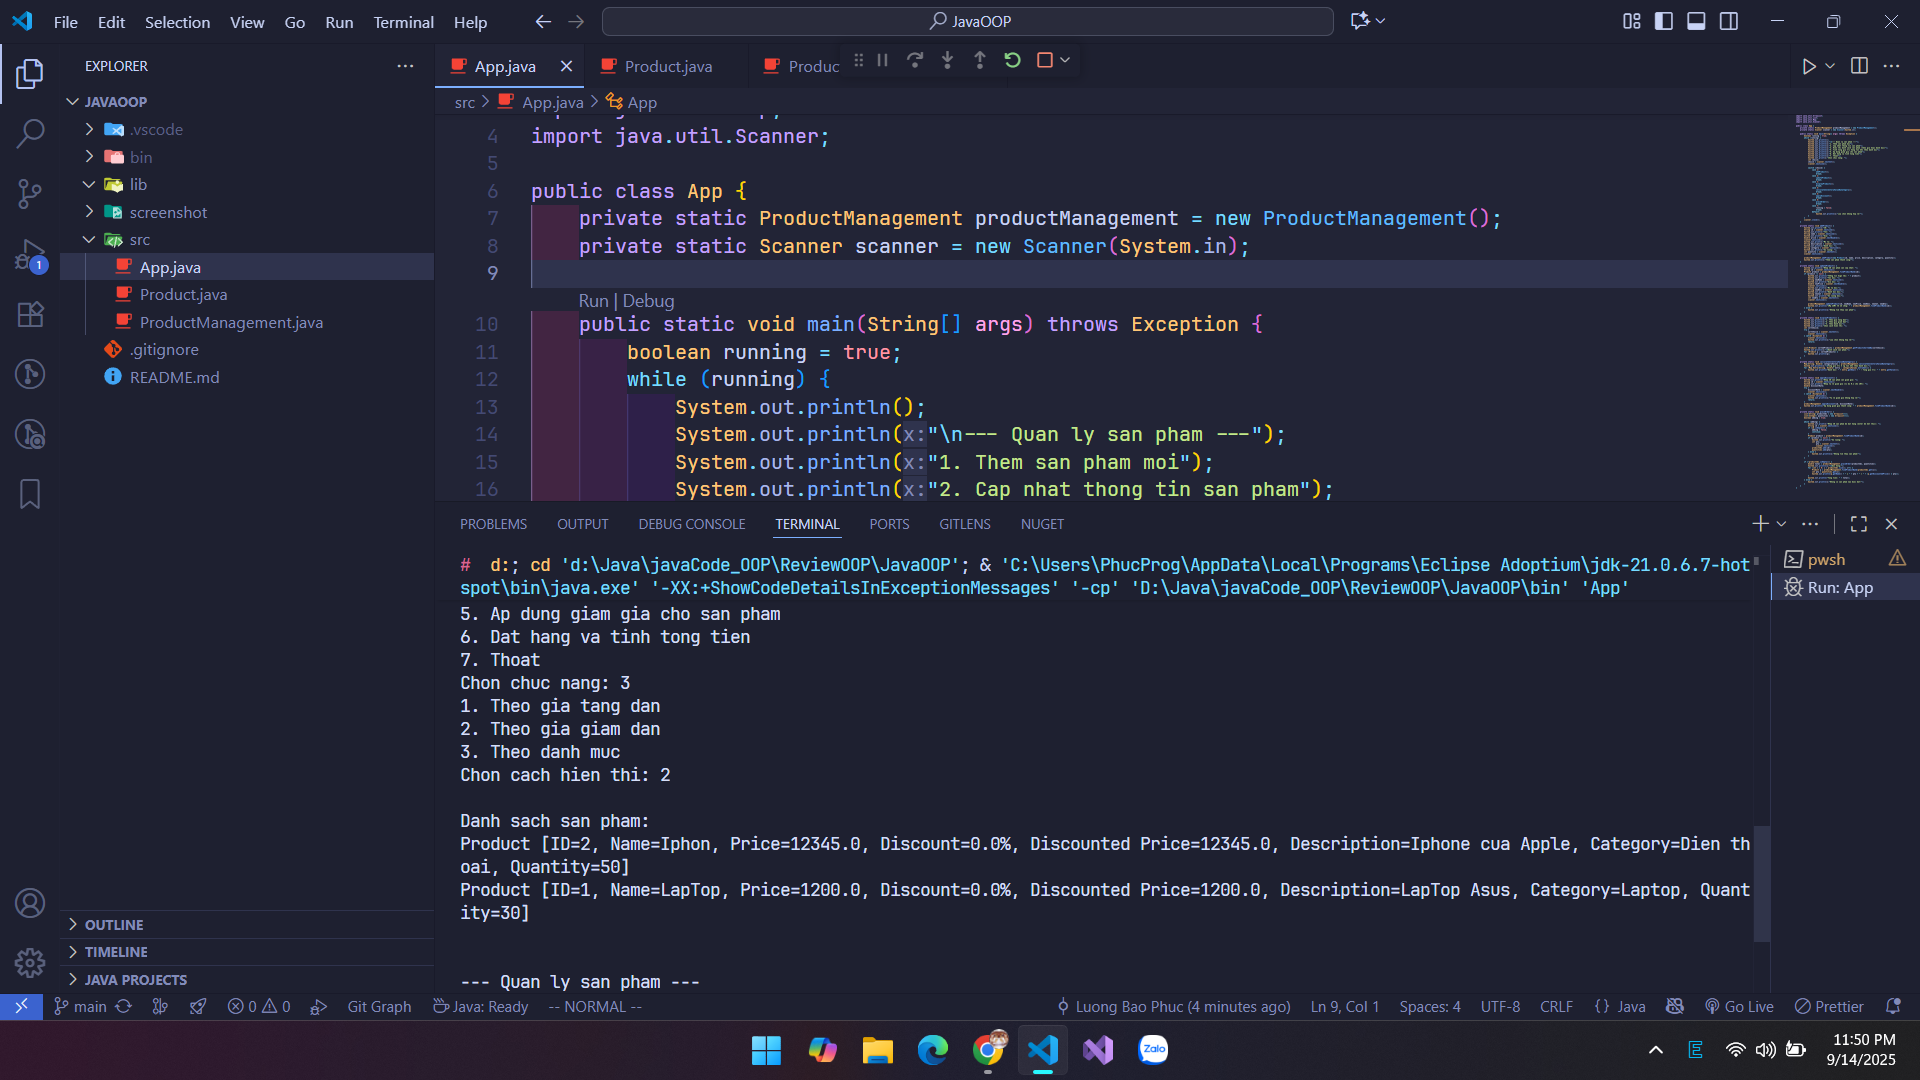 File Edit Selection View Go Run Terminal Help
JavaOOP
EXPLORER
JAVAOOP
.vscode
bin
lib
screenshot
src
App.java
Product.java
ProductManagement.java
.gitignore
README.md
OUTLINE
TIMELINE
JAVA PROJECTS
1
App.java
Product.java
Produc
src > App.java > App
4 import java.util.Scanner;
5
6 public class App {
7 private static ProductManagement productManagement = new ProductManagement();
8 private static Scanner scanner = new Scanner(System.in);
9
Run | Debug
10 public static void main(String[] args) throws Exception {
11 boolean running = true;
12 while (running) {
13 System.out.println();
14 System.out.println(x:"\n--- Quan ly san pham ---");
15 System.out.println(x:"1. Them san pham moi");
16 System.out.println(x:"2. Cap nhat thong tin san pham");
PROBLEMS OUTPUT DEBUG CONSOLE TERMINAL PORTS GITLENS NUGET
# d:; cd 'd:\Java\javaCode_OOP\ReviewOOP\JavaOOP'; & 'C:\Users\PhucProg\AppData\Local\Programs\Eclipse Adoptium\jdk-21.0.6.7-hot
spot\bin\java.exe' '-XX:+ShowCodeDetailsInExceptionMessages' '-cp' 'D:\Java\javaCode_OOP\ReviewOOP\JavaOOP\bin' 'App'
5. Ap dung giam gia cho san pham
6. Dat hang va tinh tong tien
7. Thoat
Chon chuc nang: 3
1. Theo gia tang dan
2. Theo gia giam dan
3. Theo danh muc
Chon cach hien thi: 2
Danh sach san pham:
Product [ID=2, Name=Iphon, Price=12345.0, Discount=0.0%, Discounted Price=12345.0, Description=Iphone cua Apple, Category=Dien th
oai, Quantity=50]
Product [ID=1, Name=LapTop, Price=1200.0, Discount=0.0%, Discounted Price=1200.0, Description=LapTop Asus, Category=Laptop, Quant
ity=30]
--- Quan ly san pham ---
pwsh
Run: App
main 0 0 Git Graph Java: Ready -- NORMAL -- Luong Bao Phuc (4 minutes ago) Ln 9, Col 1 Spaces: 4 UTF-8 CRLF {} Java Go Live Prettier
Zalo
E
11:50 PM
9/14/2025